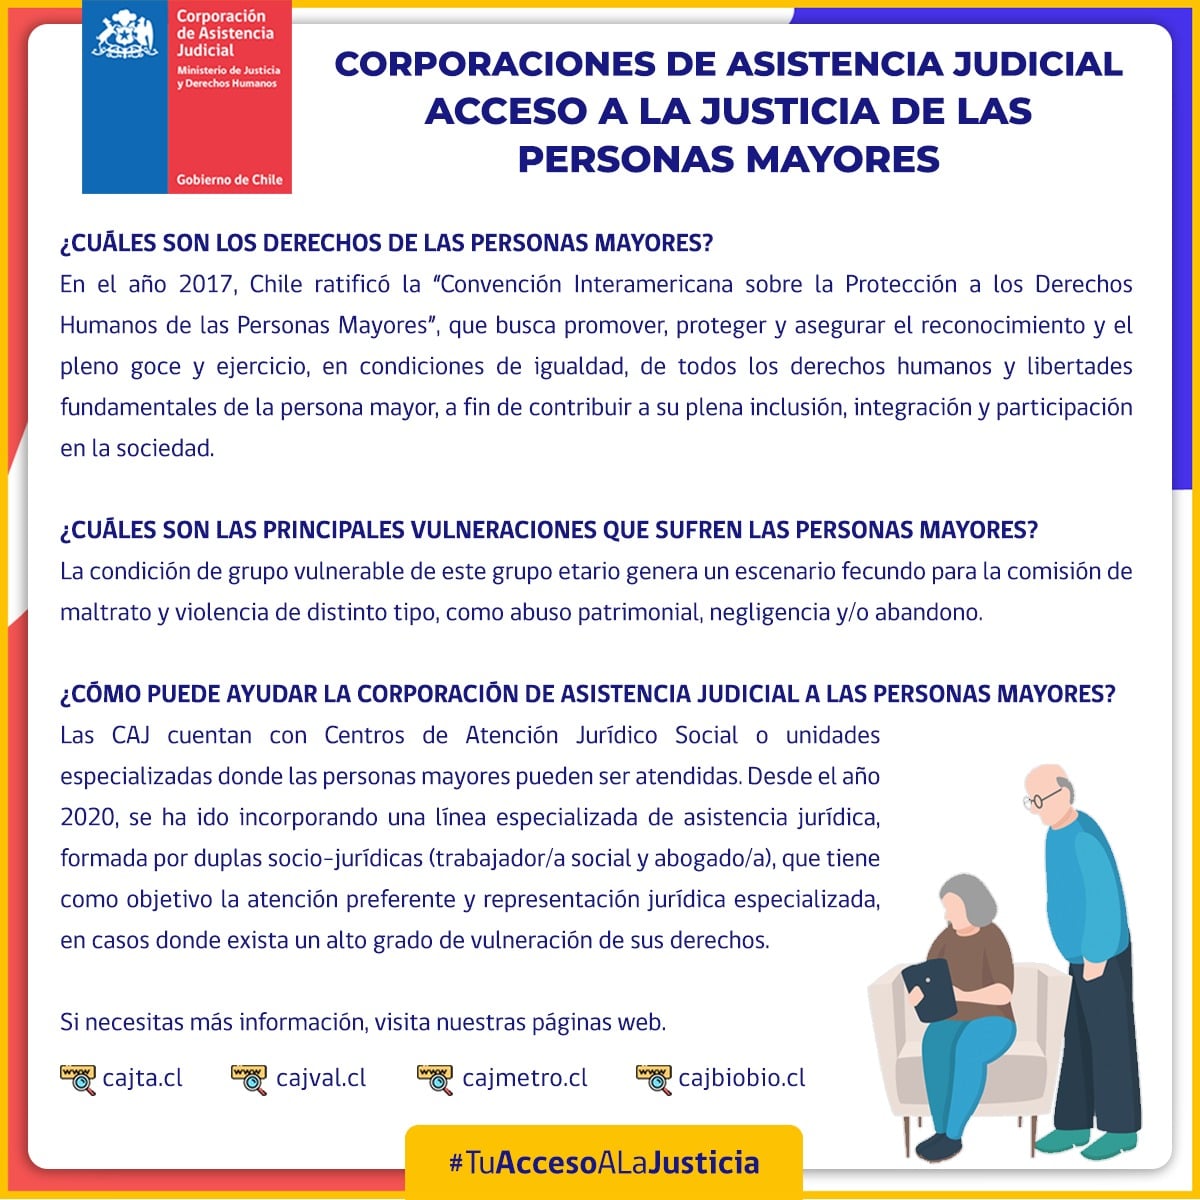 Corporación
de Asistencia
Judicial
Ministerio de Justicia
y Derechos Humanos
Gobierno de Chile
CORPORACIONES DE ASISTENCIA JUDICIAL
ACCESO A LA JUSTICIA DE LAS
PERSONAS MAYORES
¿CUÁLES SON LOS DERECHOS DE LAS PERSONAS MAYORES?
En el año 2017, Chile ratificó la “Convención Interamericana sobre la Protección a los Derechos
Humanos de las Personas Mayores”, que busca promover, proteger y asegurar el reconocimiento y el
pleno goce y ejercicio, en condiciones de igualdad, de todos los derechos humanos y libertades
fundamentales de la persona mayor, a fin de contribuir a su plena inclusión, integración y participación
en la sociedad.
¿CUÁLES SON LAS PRINCIPALES VULNERACIONES QUE SUFREN LAS PERSONAS MAYORES?
La condición de grupo vulnerable de este grupo etario genera un escenario fecundo para la comisión de
maltrato y violencia de distinto tipo, como abuso patrimonial, negligencia y/o abandono.
¿CÓMO PUEDE AYUDAR LA CORPORACIÓN DE ASISTENCIA JUDICIAL A LAS PERSONAS MAYORES?
Las CAJ cuentan con Centros de Atención Jurídico Social o unidades
especializadas donde las personas mayores pueden ser atendidas. Desde el año
2020, se ha ido incorporando una línea especializada de asistencia jurídica,
formada por duplas socio-jurídicas (trabajador/a social y abogado/a), que tiene
como objetivo la atención preferente y representación jurídica especializada,
en casos donde exista un alto grado de vulneración de sus derechos.
Si necesitas más información, visita nuestras páginas web.
www cajta.cl www cajval.cl www cajmetro.cl www cajbiobio.cl
#TuAccesoALaJusticia